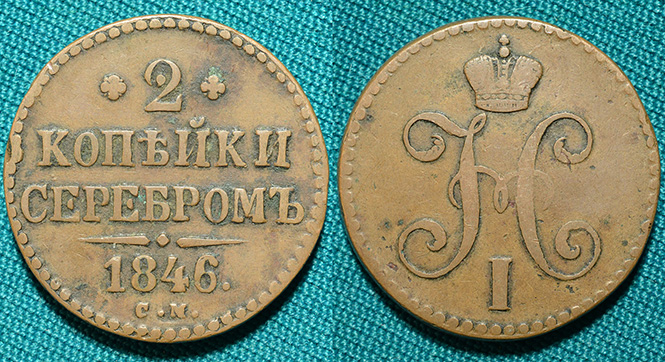 2
КОПѢЙКИ
СЕРЕБРОМЪ
1846.
С.М.
Н
I